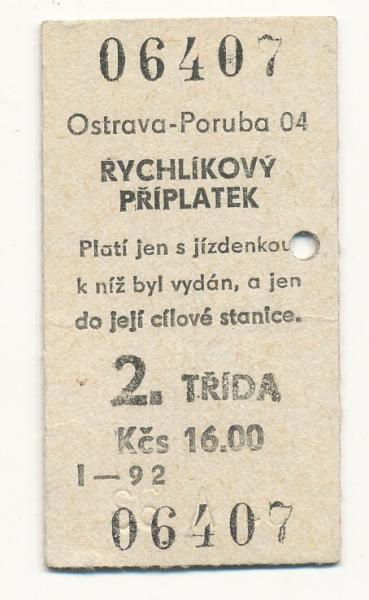 06407
Ostrava-Poruba 04
RYCHLÍKOVÝ
PŘÍPLATEK
Platí jen s jízdenkou
k níž byl vydán, a jen
do její cílové stanice.
2. TŘÍDA
Kčs 16.00
I — 92
06407